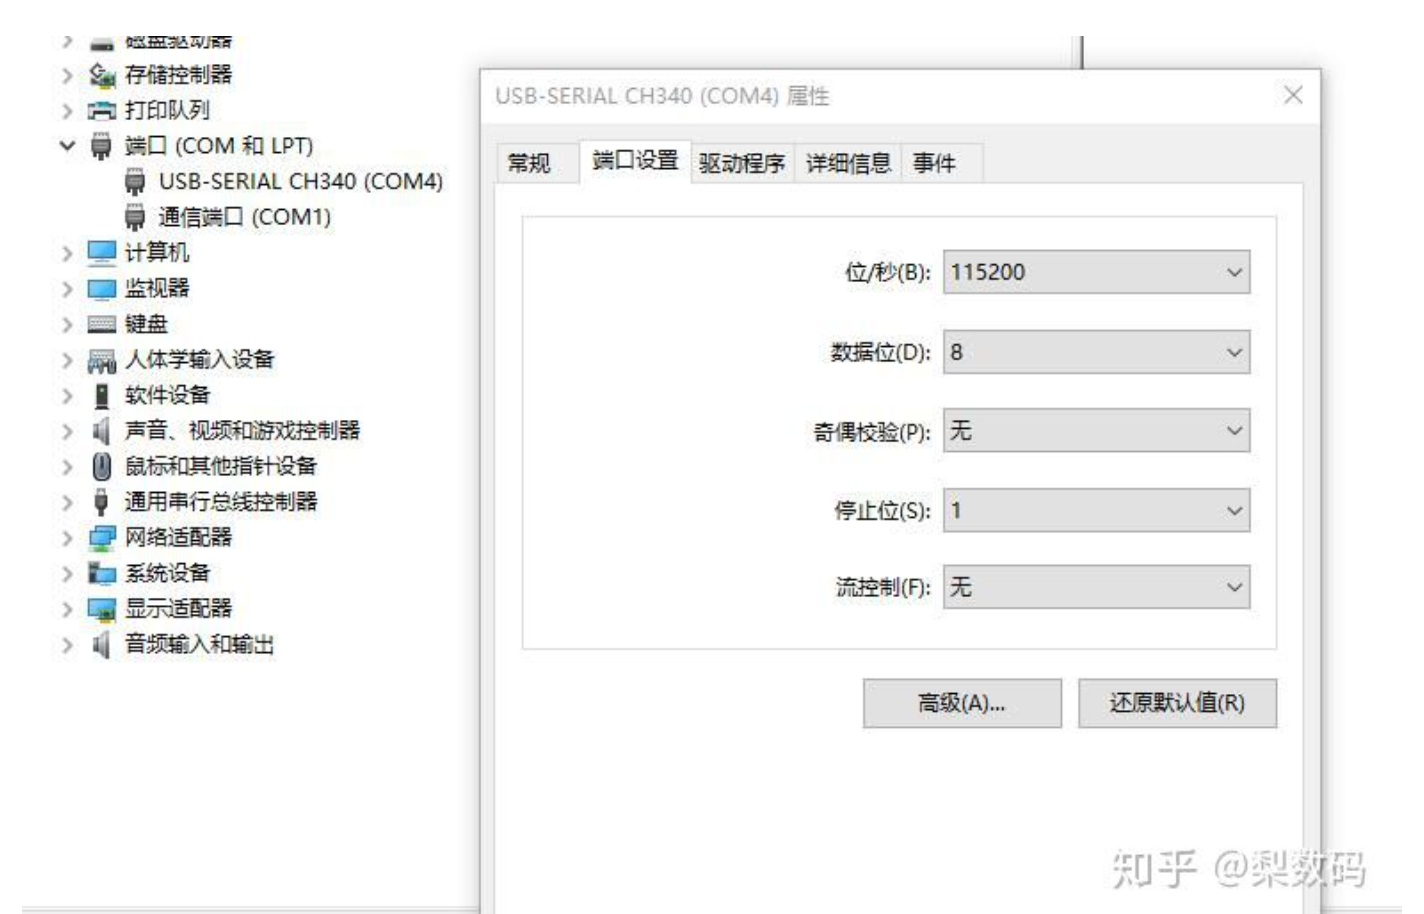 磁盘驱动器
存储控制器
打印队列
端口 (COM 和 LPT)
USB-SERIAL CH340 (COM4)
通信端口 (COM1)
计算机
监视器
键盘
人体学输入设备
软件设备
声音、视频和游戏控制器
鼠标和其他指针设备
通用串行总线控制器
网络适配器
系统设备
显示适配器
音频输入和输出
USB-SERIAL CH340 (COM4) 属性
常规 端口设置 驱动程序 详细信息 事件
位/秒(B): 115200
数据位(D): 8
奇偶校验(P): 无
停止位(S): 1
流控制(F): 无
高级(A)... 还原默认值(R)
知乎 @梨数码